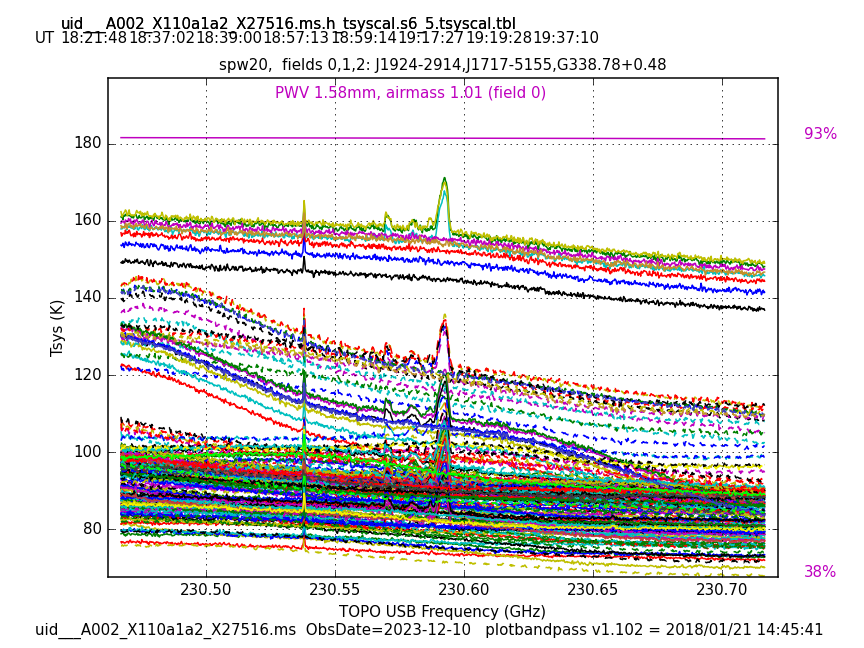 uid___A002_X110a1a2_X27516.ms.h_tsyscal.s6_5.tsyscal.tbl
UT 18:21:48 18:37:02 18:39:00 18:57:13 18:59:14 19:17:27 19:19:28 19:37:10
spw20, fields 0,1,2: J1924-2914,J1717-5155,G338.78+0.48
PWV 1.58mm, airmass 1.01 (field 0)
93%
180
160
140
120
100
80
Tsys (K)
38%
230.50 230.55 230.60 230.65 230.70
TOPO USB Frequency (GHz)
uid___A002_X110a1a2_X27516.ms ObsDate=2023-12-10 plotbandpass v1.102 = 2018/01/21 14:45:41